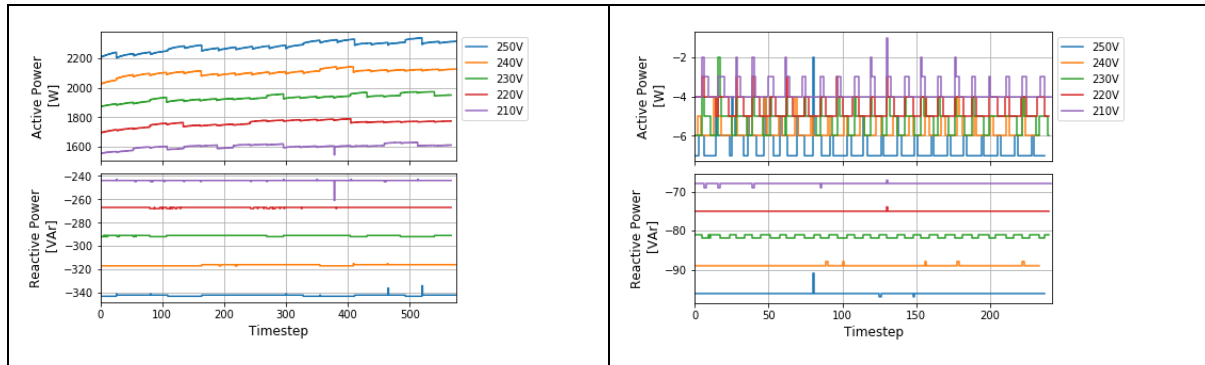 2200
2000
1800
1600
Active Power
[W]
250V
240V
230V
220V
210V
−240
−260
−280
−300
−320
−340
Reactive Power
[VAr]
0 100 200 300 400 500
Timestep
−2
−4
−6
Active Power
[W]
250V
240V
230V
220V
210V
−70
−80
−90
Reactive Power
[VAr]
0 50 100 150 200
Timestep